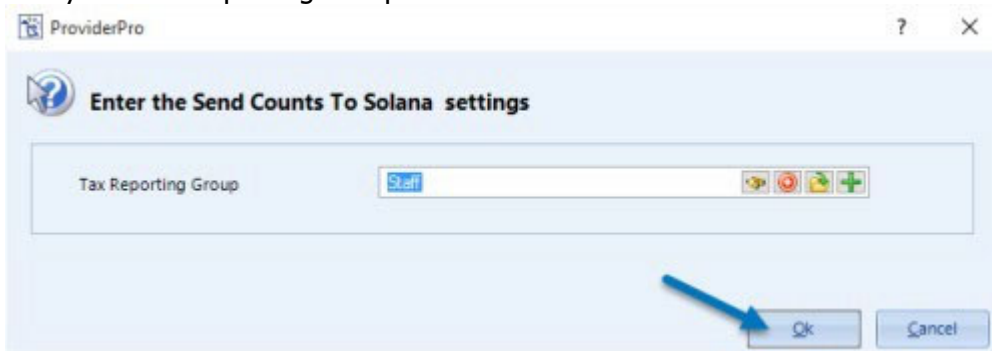 ProviderPro ?
Enter the Send Counts To Solana settings
Tax Reporting Group Staff
Ok Cancel